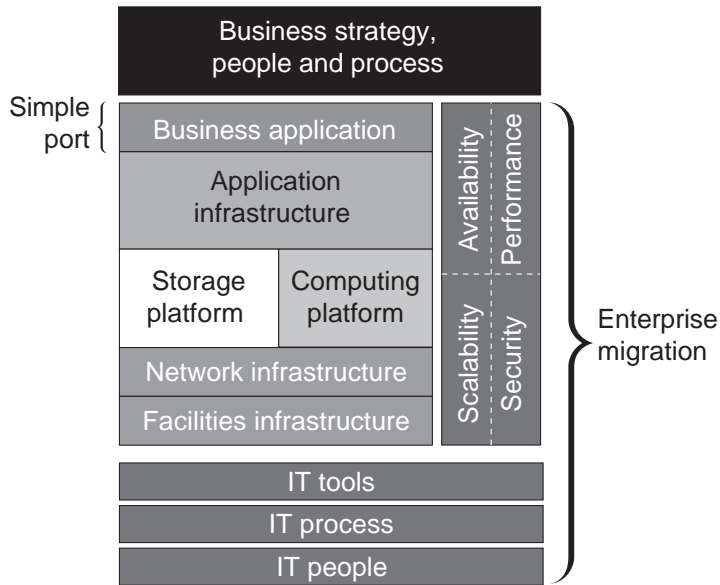 Business strategy,
people and process
Simple
port
Business application
Application
infrastructure
Storage
platform
Computing
platform
Network infrastructure
Facilities infrastructure
Availability
Performance
Scalability
Security
Enterprise
migration
IT tools
IT process
IT people